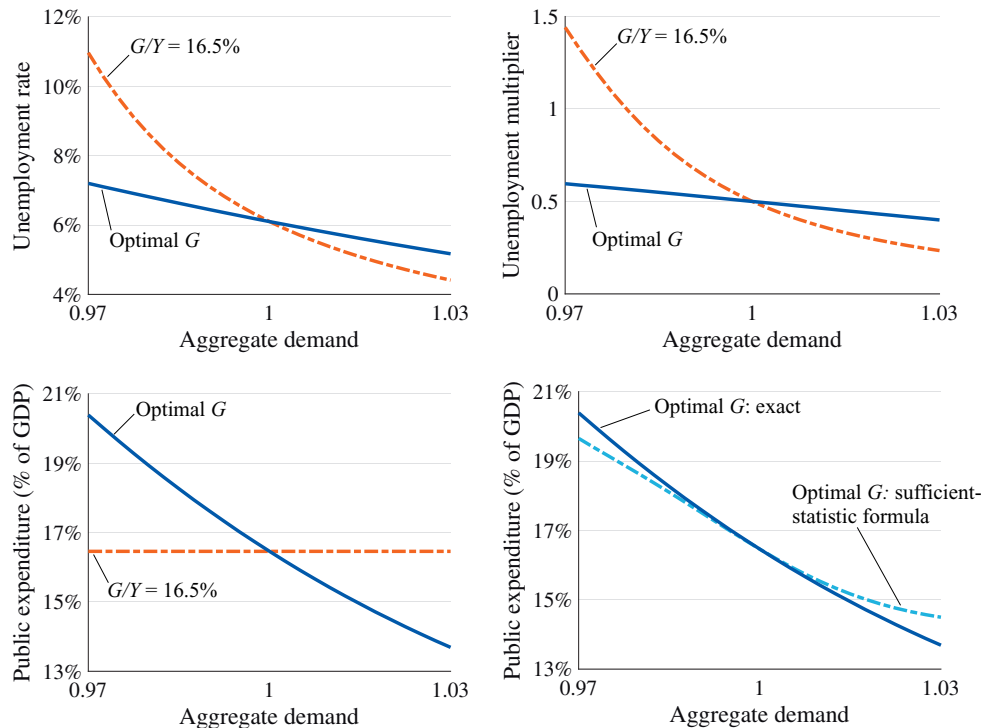 Unemployment rate
12%
10%
8%
6%
4%
G/Y = 16.5%
Optimal G
0.97
1
1.03
Aggregate demand
Unemployment multiplier
1.5
1
0.5
0
G/Y = 16.5%
Optimal G
0.97
1
1.03
Aggregate demand
Public expenditure (% of GDP)
21%
19%
17%
15%
13%
Optimal G
G/Y = 16.5%
0.97
1
1.03
Aggregate demand
Public expenditure (% of GDP)
21%
19%
17%
15%
13%
Optimal G: exact
Optimal G: sufficient-
statistic formula
0.97
1
1.03
Aggregate demand